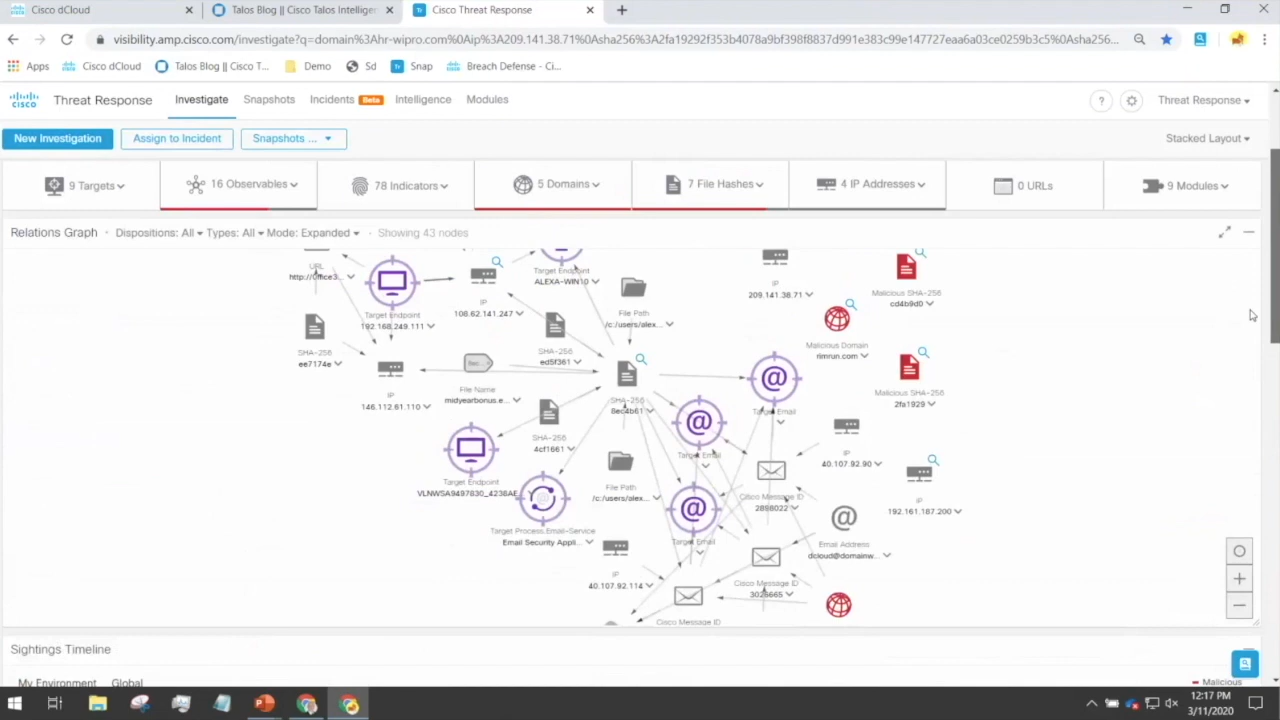 Cisco dCloud
Talos Blog || Cisco Talos Intelligen
Cisco Threat Response
visibility.amp.cisco.com/investigate?q=domain%3Ahr-wipro.com%0Aip%3A209.141.38.71%0Asha256%3A2fa19292f353b4078a9bf398f8837d991e383c99e147727eaa6a03ce0259b3c5%0Asha256...
Apps
Cisco dCloud
Talos Blog || Cisco T...
Demo
Sd
Snap
Breach Defense - Ci...
cisco
Threat Response
Investigate
Snapshots
Incidents
Beta
Intelligence
Modules
?
Threat Response
New Investigation
Assign to Incident
Snapshots ...
Stacked Layout
9 Targets
16 Observables
78 Indicators
5 Domains
7 File Hashes
4 IP Addresses
0 URLs
9 Modules
Relations Graph
Dispositions: All
Types: All
Mode: Expanded
Showing 43 nodes
URL
http://0ffice3...
Target Endpoint
192.168.249.111
IP
108.62.141.247
Target Endpoint
ALEXA-WIN10
File Path
/c:/users/alex...
IP
209.141.38.71
Malicious SHA-256
cd4b9d0
SHA-256
ee7174e
SHA-256
ed5f361
Malicious Domain
rimrun.com
IP
146.112.61.110
Sec...
File Name
midyearbonus.e...
SHA-256
8ec4b61
Target Email
Malicious SHA-256
2fa1929
SHA-256
4cf1661
Target Email
IP
40.107.92.90
Target Endpoint
VLNWSA9497830_4238AE
File Path
/c:/users/alex...
Cisco Message ID
2898022
IP
192.161.187.200
Target Process.Email-Service
Email Security Appli...
Target Email
Email Address
dcloud@domainw...
IP
40.107.92.114
Cisco Message ID
3028665
Cisco Message ID
Sightings Timeline
My Environment
Global
Malicious
12:17 PM
3/11/2020